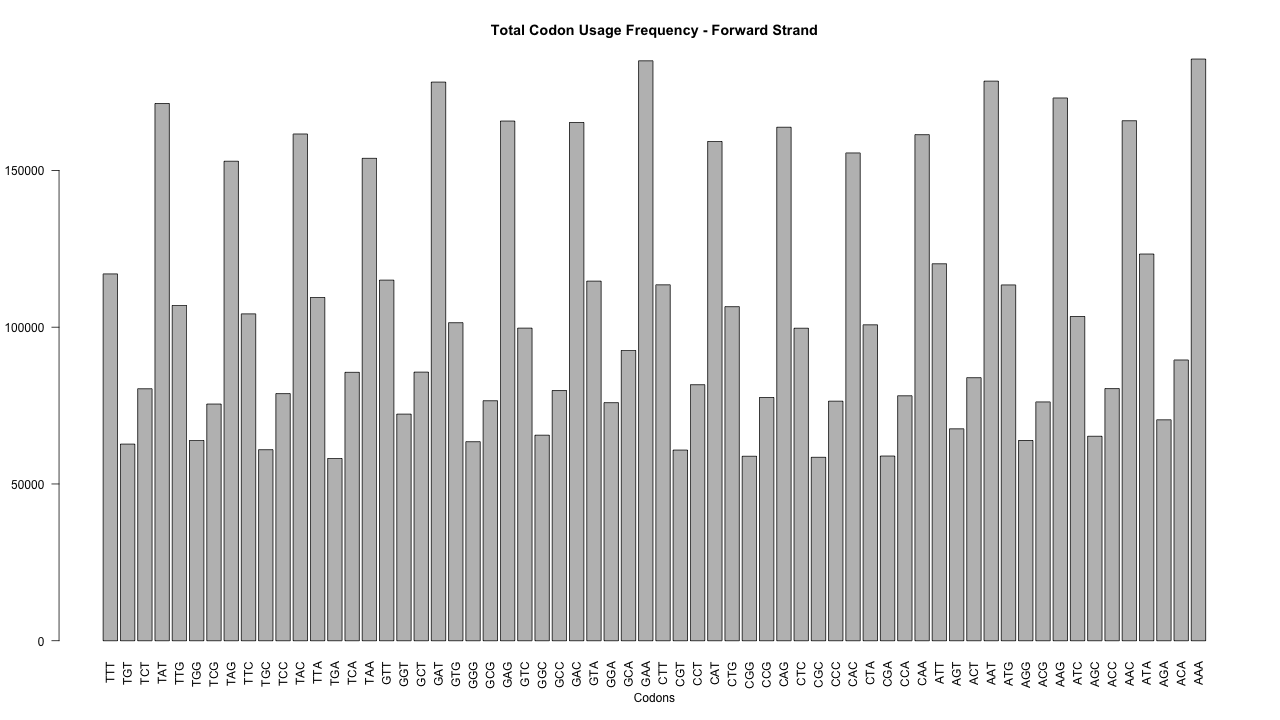 Total Codon Usage Frequency - Forward Strand
150000
100000
50000
0
TTT TGT TCT TAT TTG TGG TCG TAG TTC TGC TCC TAC TTA TGA TCA TAA GTT GGT GCT GAT GTG GGG GCG GAG GTC GGC GCC GAC GTA GGA GCA GAA CTT CGT CCT CAT CTG CGG CCG CAG CTC CGC CCC CAC CTA CGA CCA CAA ATT AGT ACT AAT ATG AGG ACG AAG ATC AGC ACC AAC ATA AGA ACA AAA
Codons